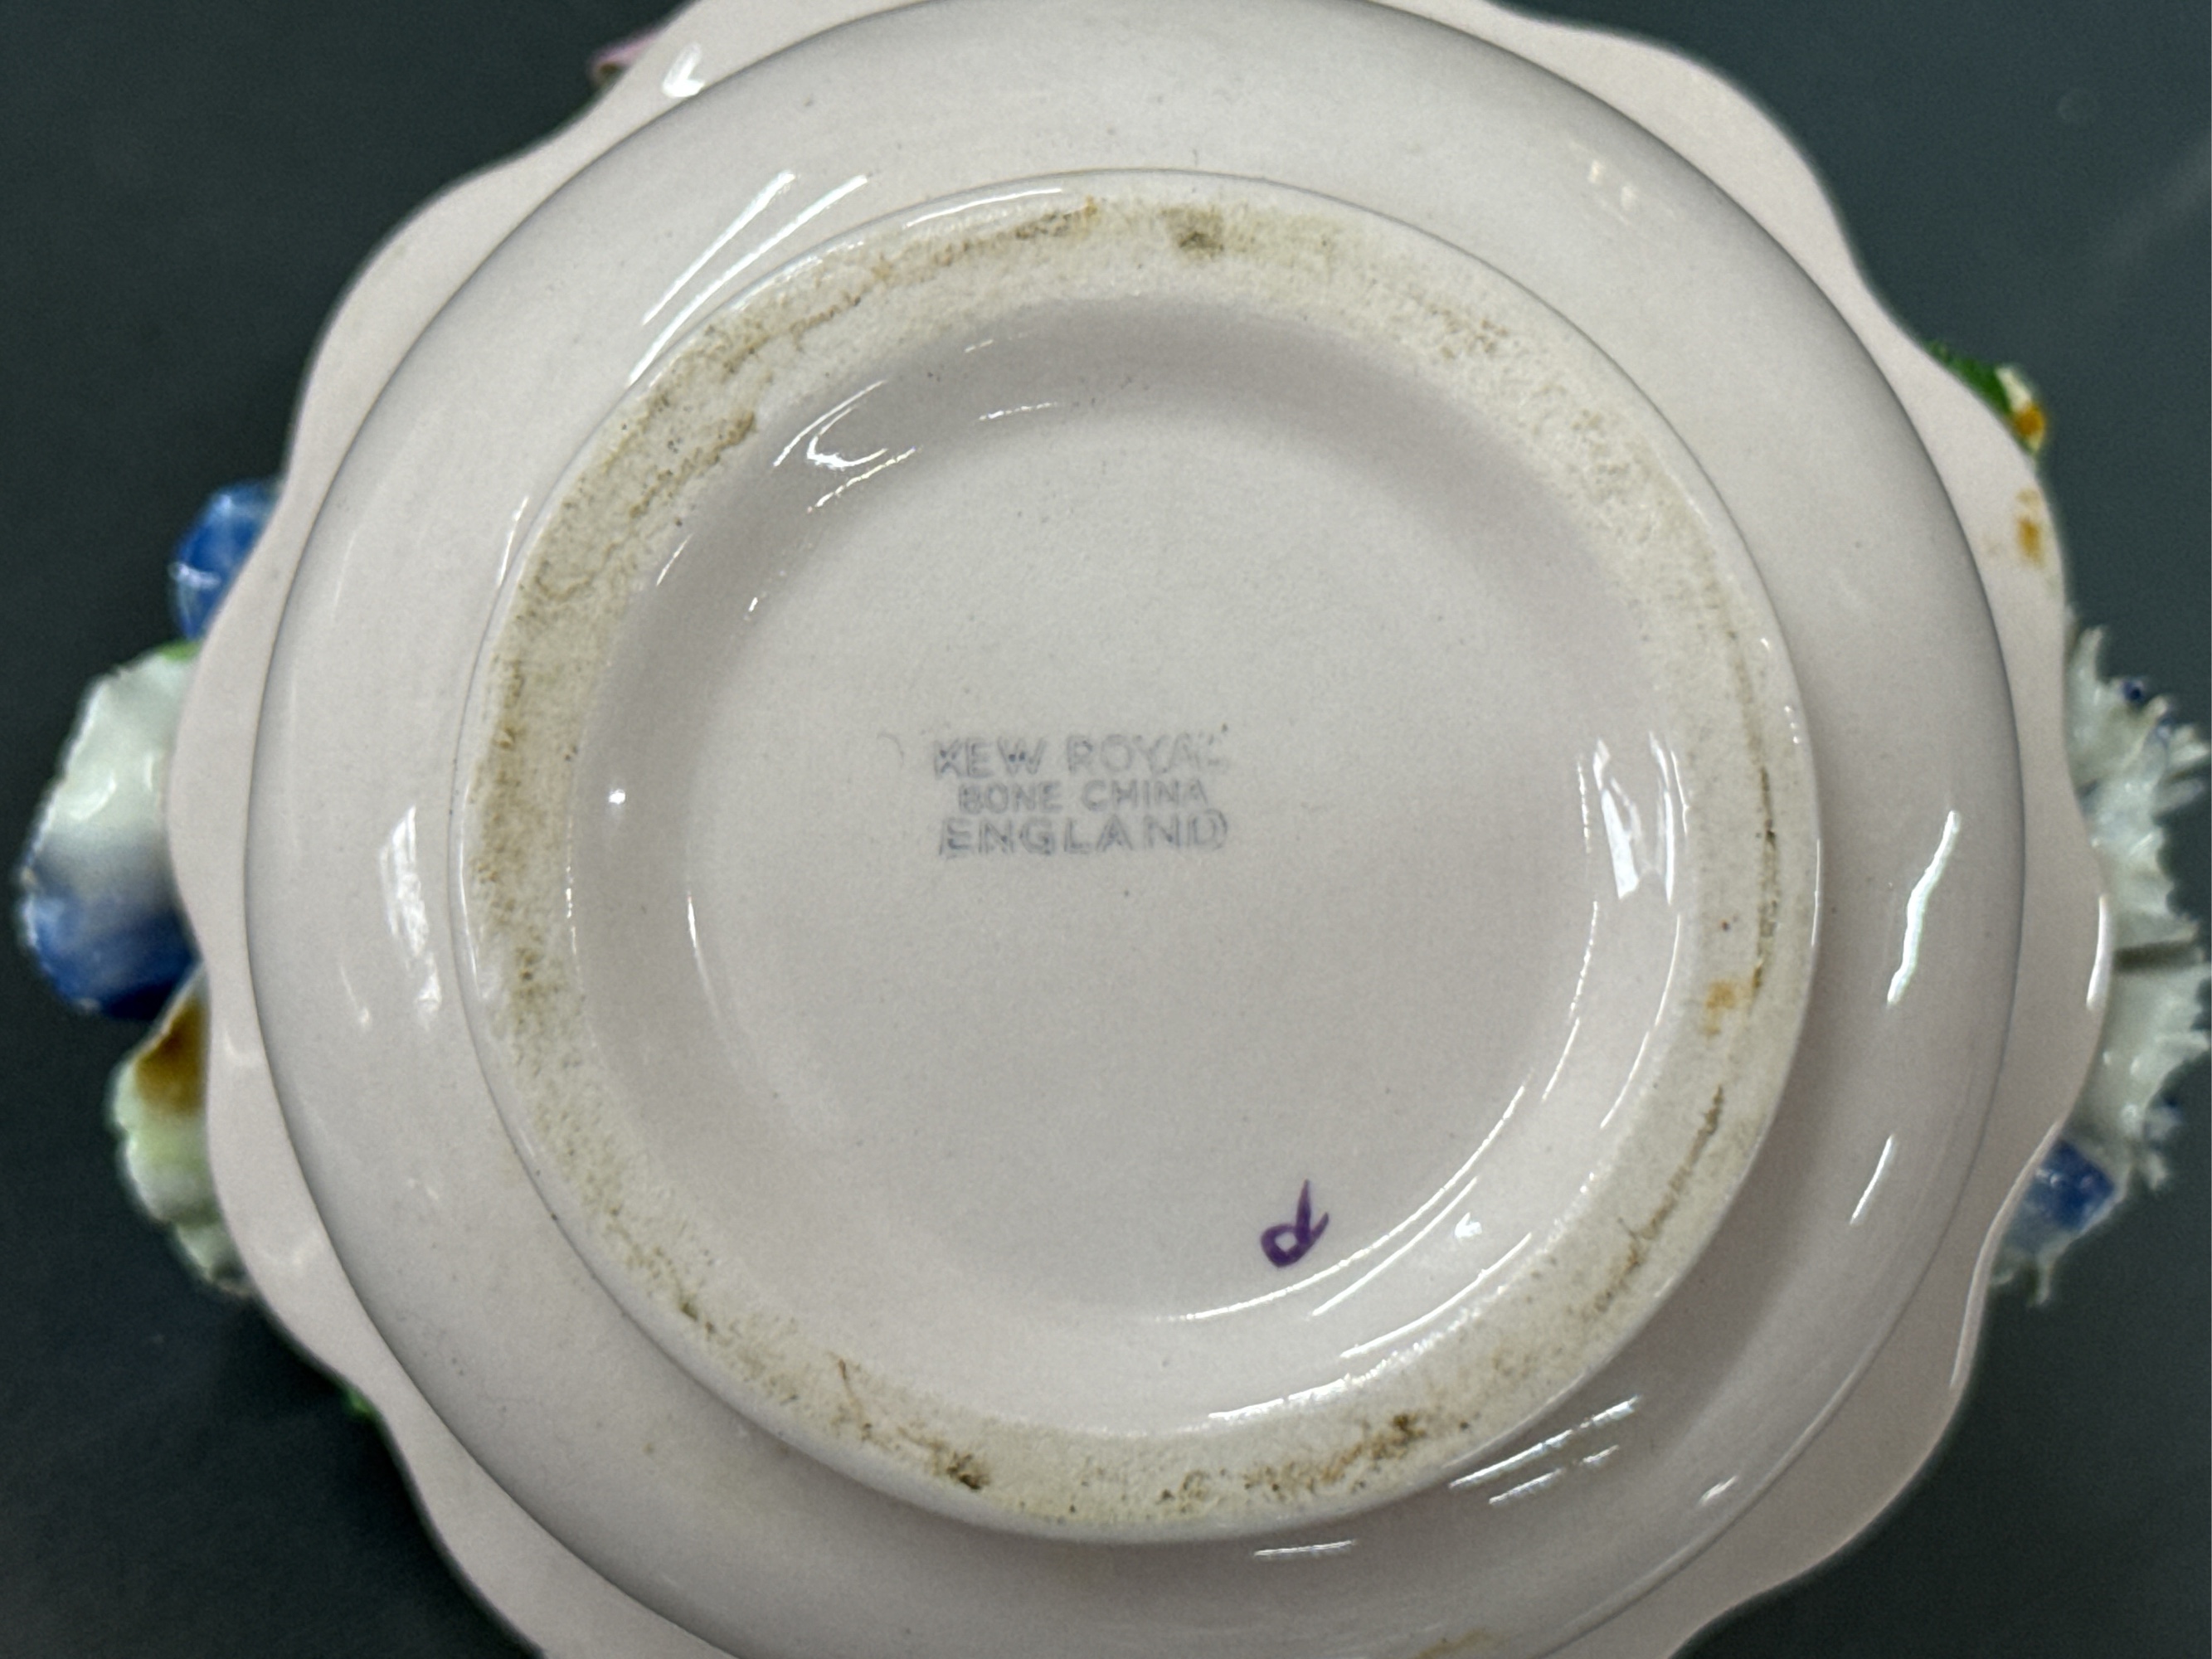 KEW ROYAL
BONE CHINA
ENGLAND
d